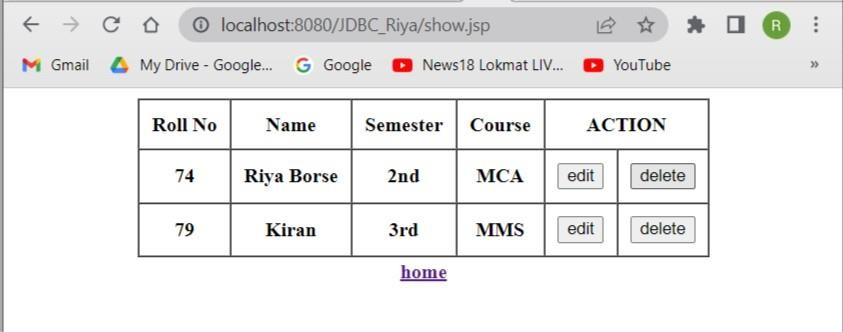 localhost:8080/JDBC_Riya/show.jsp
R
Gmail My Drive - Google... Google News18 Lokmat LIV... YouTube »
Roll No Name Semester Course ACTION
74 Riya Borse 2nd MCA edit delete
79 Kiran 3rd MMS edit delete
home